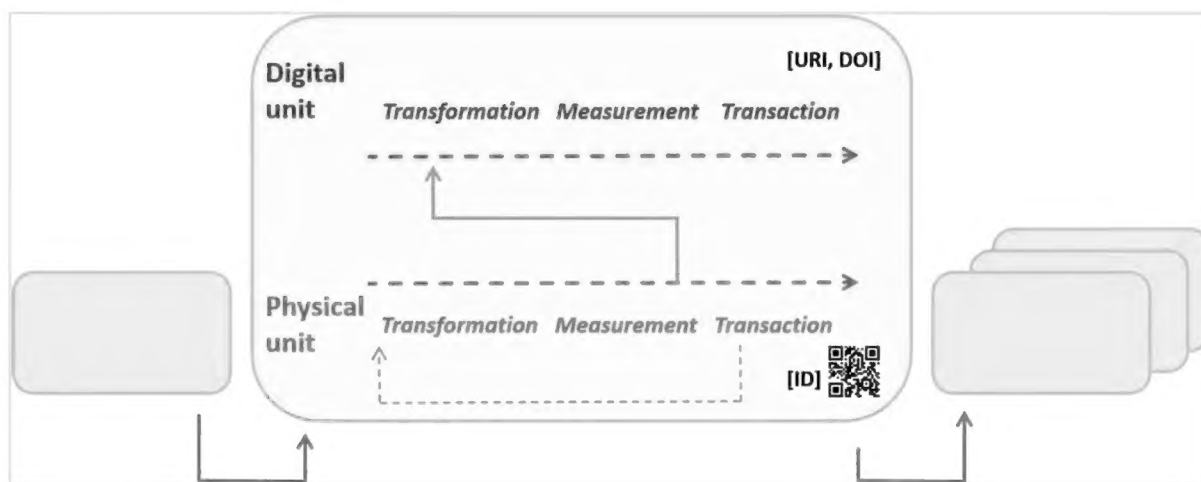 [URI, DOI]
Digital
unit
Transformation Measurement Transaction
Physical
unit
Transformation Measurement Transaction
[ID]